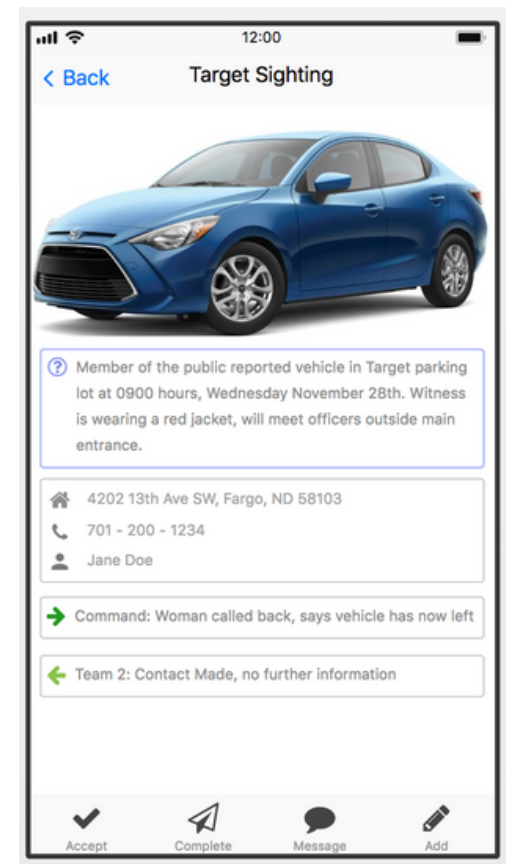 12:00
Back
Target Sighting
Member of the public reported vehicle in Target parking
lot at 0900 hours, Wednesday November 28th. Witness
is wearing a red jacket, will meet officers outside main
entrance.
4202 13th Ave SW, Fargo, ND 58103
701 - 200 - 1234
Jane Doe
Command: Woman called back, says vehicle has now left
Team 2: Contact Made, no further information
Accept Complete Message Add